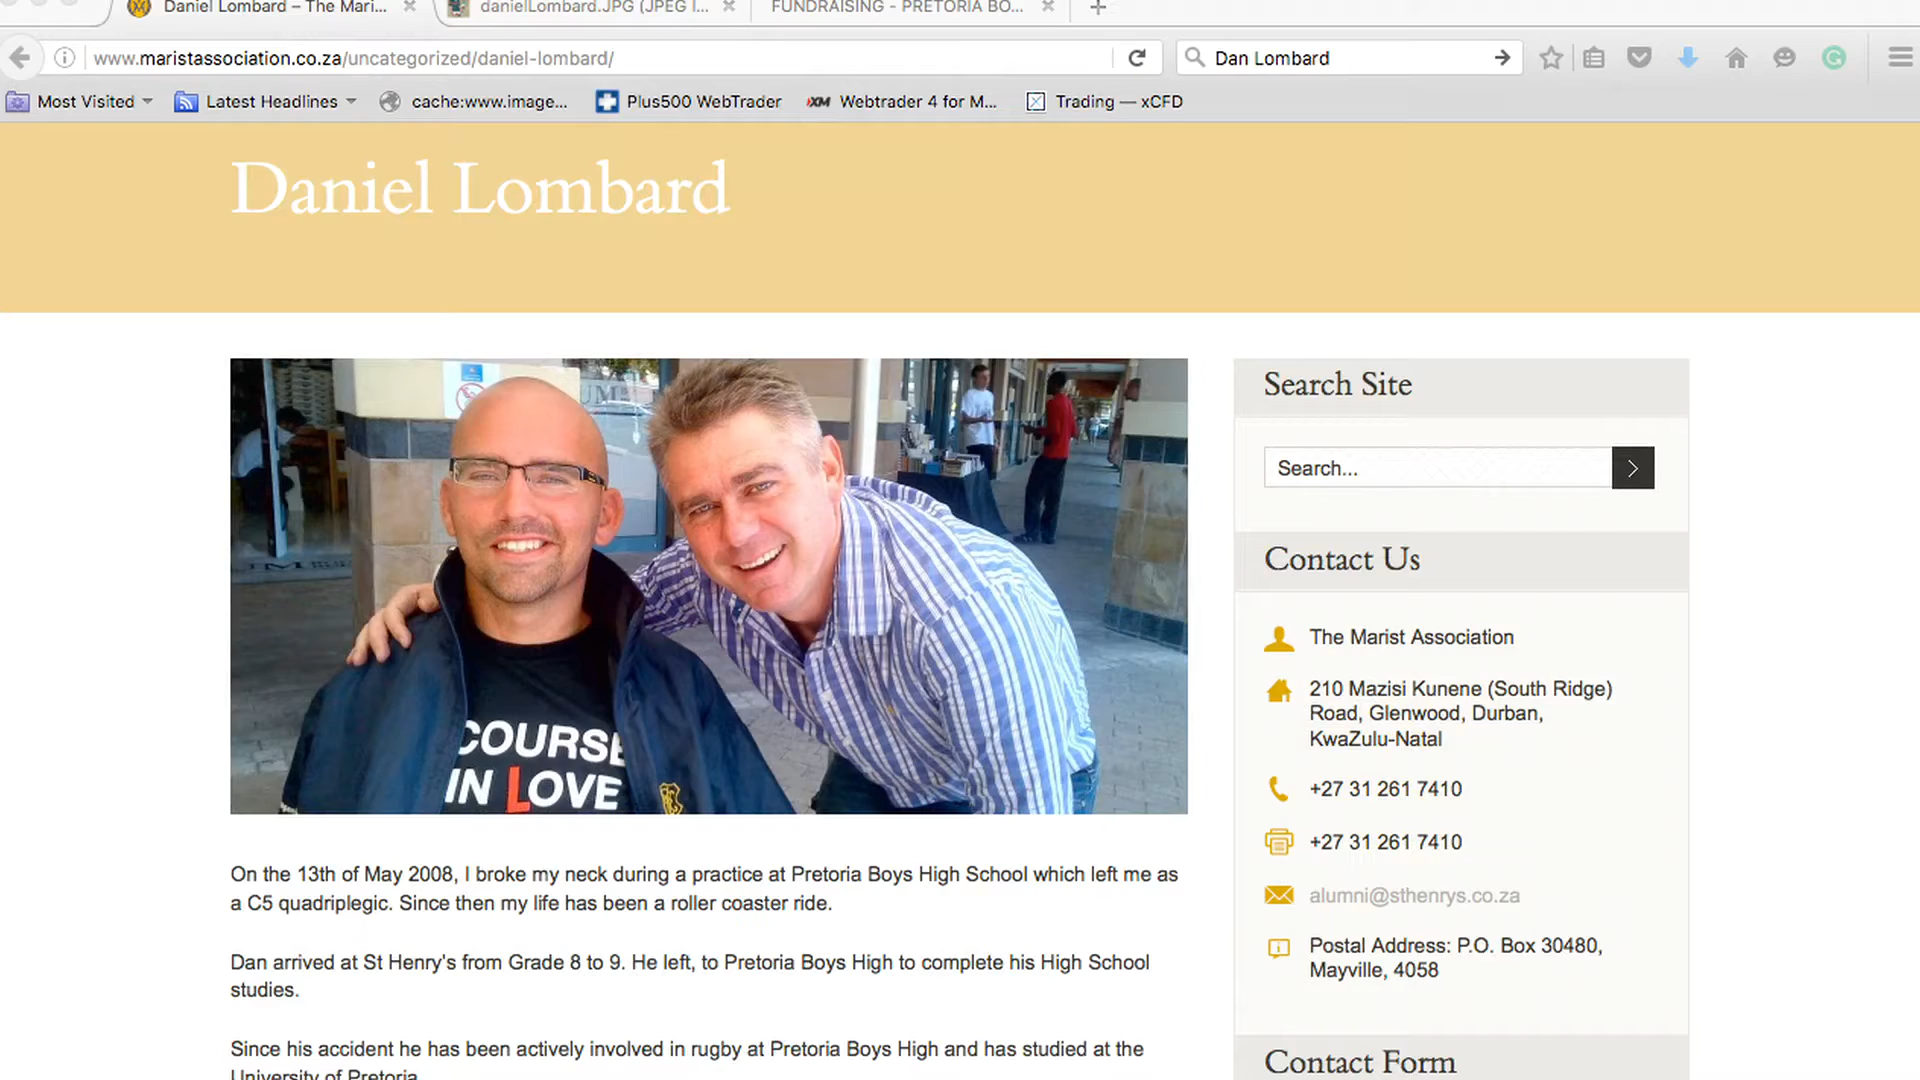 Daniel Lombard – The Mari...
danielLombard.JPG (JPEG I...
FUNDRAISING - PRETORIA BO...
www.maristassociation.co.za/uncategorized/daniel-lombard/
Dan Lombard
Most Visited
Latest Headlines
cache:www.image...
Plus500 WebTrader
XM Webtrader 4 for M...
Trading — xCFD
Daniel Lombard
COURSE
IN LOVE
On the 13th of May 2008, I broke my neck during a practice at Pretoria Boys High School which left me as
a C5 quadriplegic. Since then my life has been a roller coaster ride.
Dan arrived at St Henry's from Grade 8 to 9. He left, to Pretoria Boys High to complete his High School
studies.
Since his accident he has been actively involved in rugby at Pretoria Boys High and has studied at the
University of Pretoria
Search Site
Search...
Contact Us
The Marist Association
210 Mazisi Kunene (South Ridge)
Road, Glenwood, Durban,
KwaZulu-Natal
+27 31 261 7410
+27 31 261 7410
alumni@sthenrys.co.za
Postal Address: P.O. Box 30480,
Mayville, 4058
Contact Form